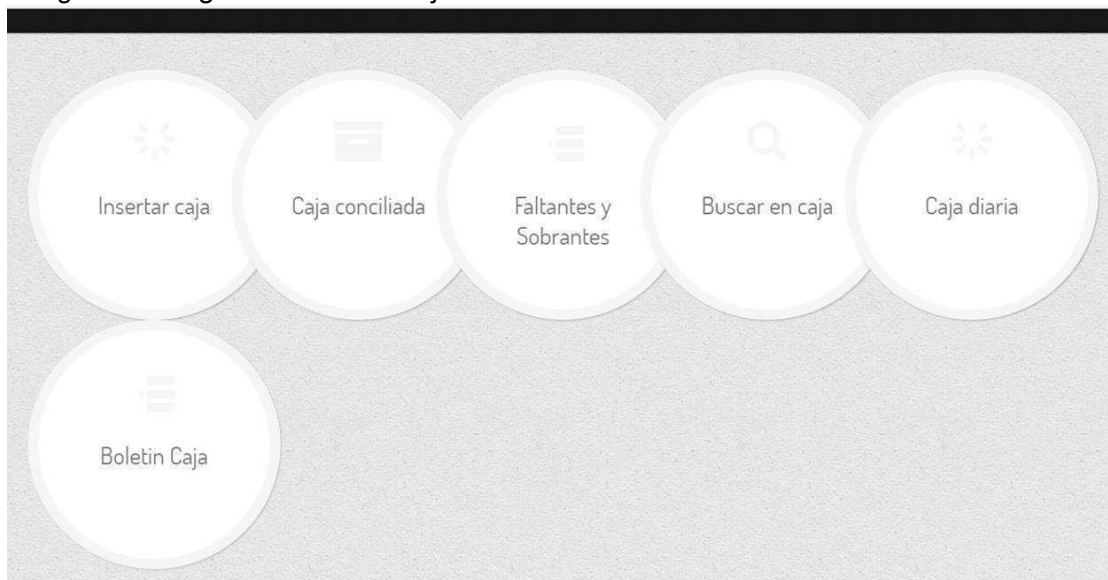 Insertar caja
Caja conciliada
Faltantes y
Sobrantes
Buscar en caja
Caja diaria
Boletin Caja